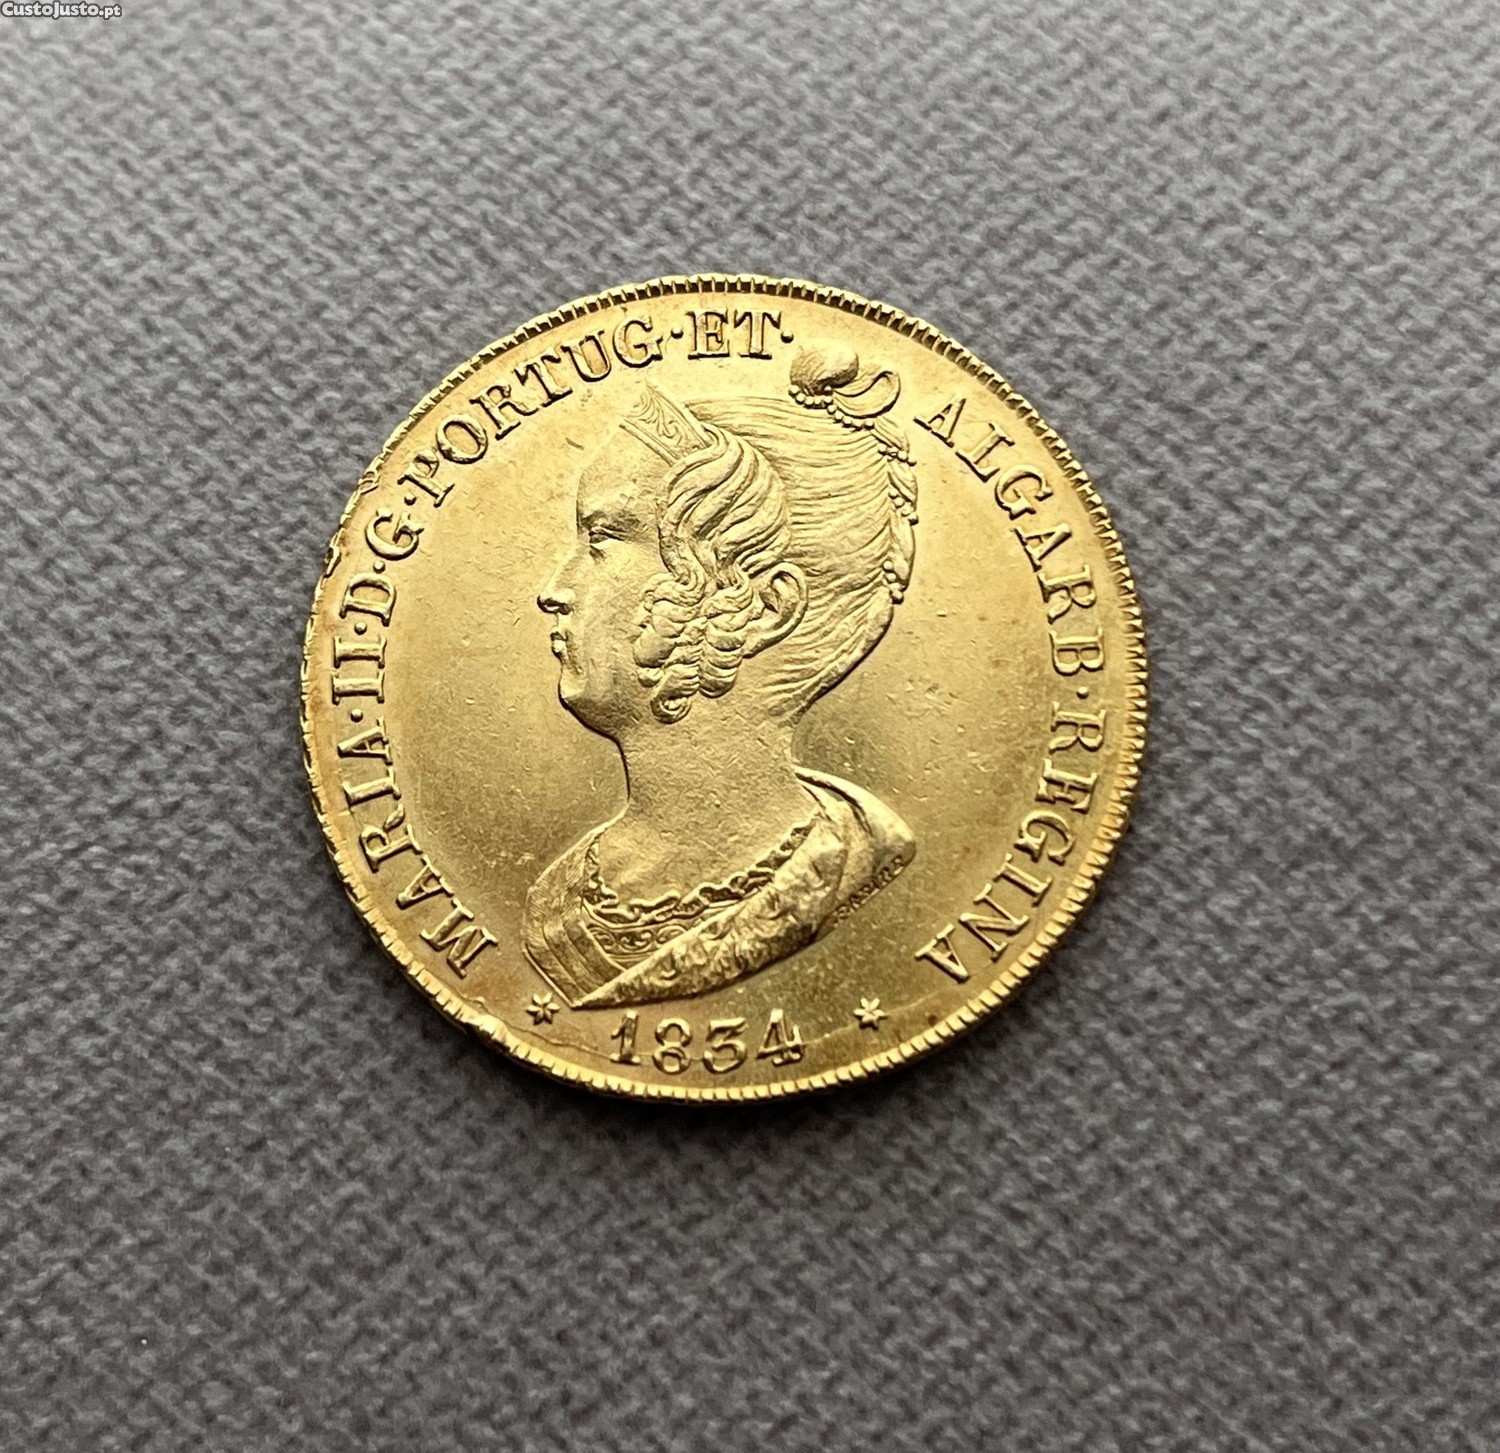 CustoJusto.pt
MARIA·II·D·G·PORTUG·ET·ALGARB·REGINA
* 1834 *